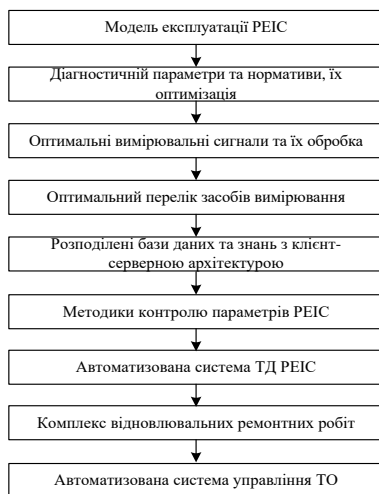 Модель експлуатації РЕІС
Діагностичній параметри та нормативи, їх
оптимізація
Оптимальні вимірювальні сигнали та їх обробка
Оптимальний перелік засобів вимірювання
Розподілені бази даних та знань з клієнт-
серверною архітектурою
Методики контролю параметрів РЕІС
Автоматизована система ТД РЕІС
Комплекс відновлювальних ремонтних робіт
Автоматизована система управління ТО